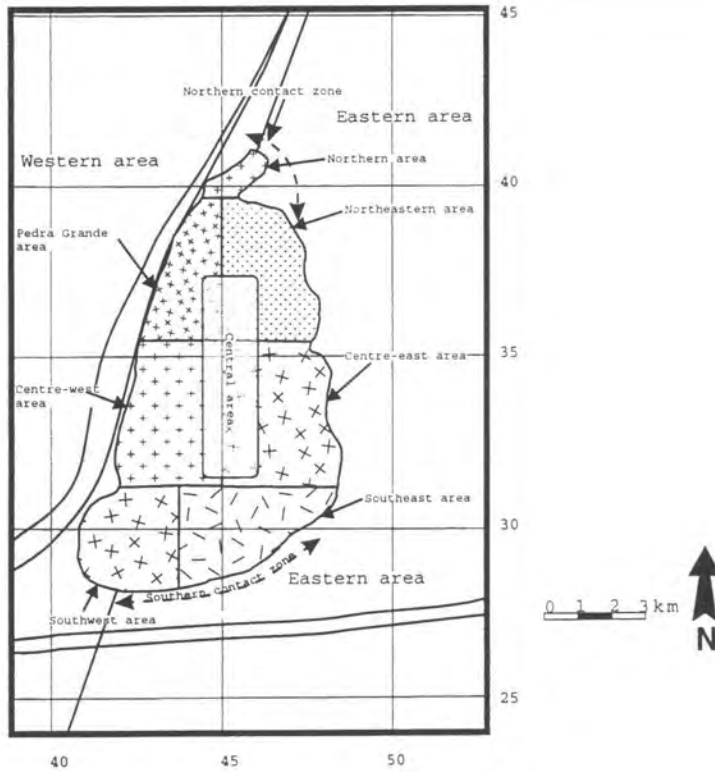 45
Northern contact zone
Eastern area
Western area
Northern area
40
Northeastern area
Pedra Grande
area
35
Central area
Centre-east area
Centre-west
area
Southeast area
30
Southern contact zone
Eastern area
Southwest area
0 1 2 3 km
N
25
40 45 50